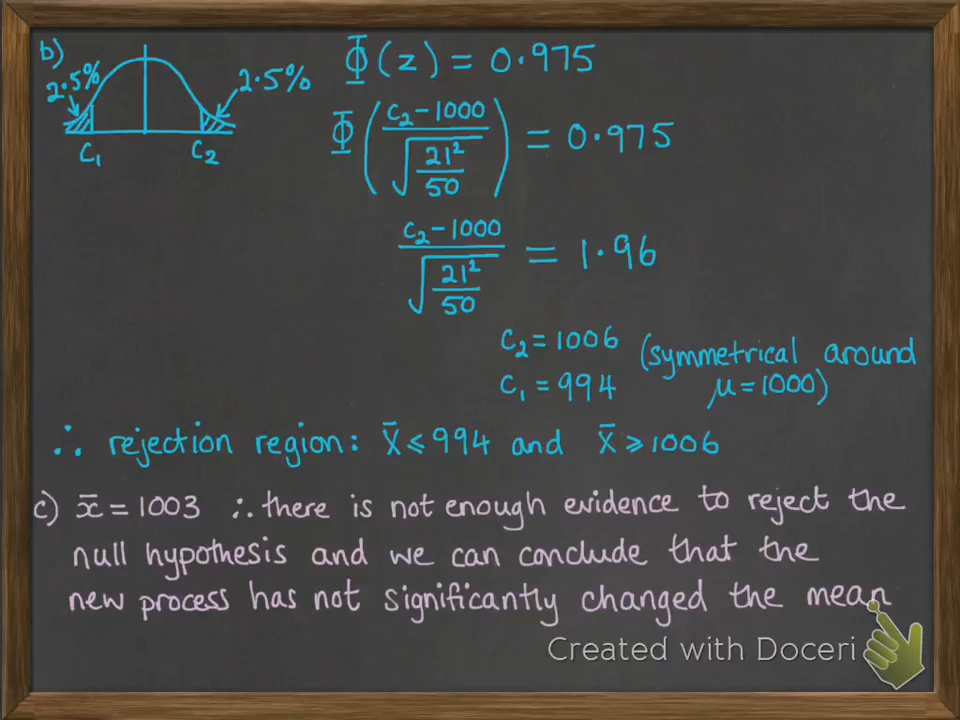 b)
2.5%
2.5%
C₁
C₂
Φ(z) = 0.975
Φ((c₂-1000)/√(21²/50)) = 0.975
(c₂-1000)/√(21²/50) = 1.96
c₂ = 1006 (symmetrical around
c₁ = 994 μ = 1000)
∴ rejection region: X̄ ⩽ 994 and X̄ ⩾ 1006
c) x̄ = 1003 ∴ there is not enough evidence to reject the
null hypothesis and we can conclude that the
new process has not significantly changed the mean
Created with Doceri